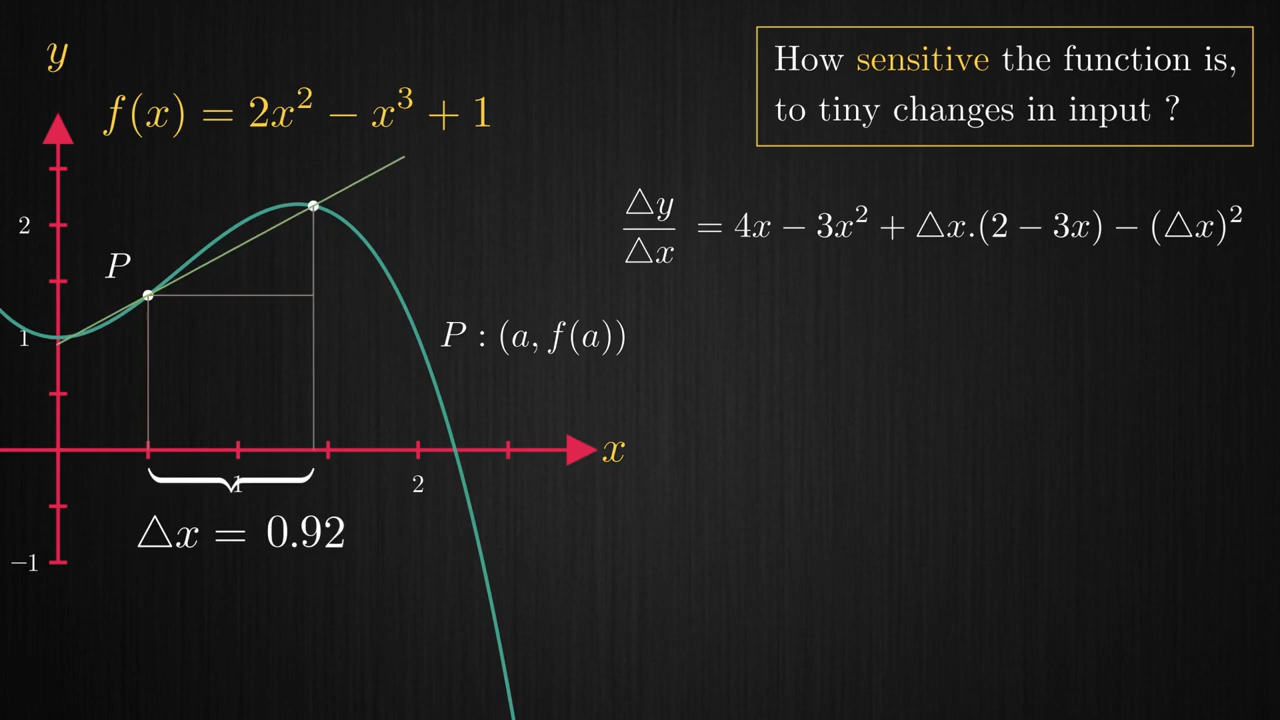 y
f(x) = 2x² − x³ + 1
How sensitive the function is,
to tiny changes in input ?
△y
△x
= 4x − 3x² + △x.(2 − 3x) − (△x)²
2
P
1
P : (a, f(a))
x
1
2
△x = 0.92
−1